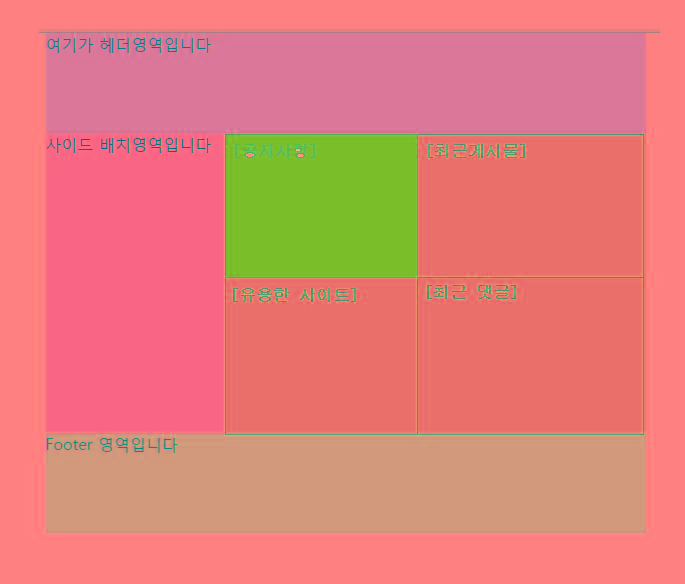 여기가 헤더영역입니다
사이드 배치영역입니다
[공지사항]
[최근게시물]
[유용한 사이트]
[최근 댓글]
Footer 영역입니다